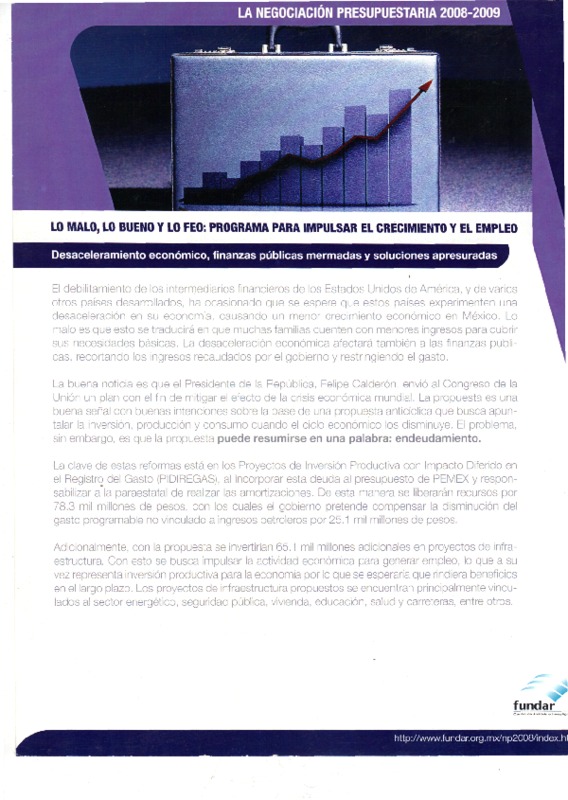 LA NEGOCIACIÓN PRESUPUESTARIA 2008-2009
LO MALO, LO BUENO Y LO FEO: PROGRAMA PARA IMPULSAR EL CRECIMIENTO Y EL EMPLEO
Desaceleramiento económico, finanzas públicas mermadas y soluciones apresuradas
El debilitamiento de los intermediarios financieros de los Estados Unidos de América, y de varios
otros países desarrollados, ha ocasionado que se espere que estos países experimenten una
desaceleración en su economía, causando un menor crecimiento económico en México. Lo
malo es que esto se traducirá en que muchas familias cuenten con menores ingresos para cubrir
sus necesidades básicas. La desaceleración económica afectará también a las finanzas públi-
cas, recortando los ingresos recaudados por el gobierno y restringiendo el gasto.
La buena noticia es que el Presidente de la República, Felipe Calderón, envió al Congreso de la
Unión un plan con el fin de mitigar el efecto de la crisis económica mundial. La propuesta es una
buena señal con buenas intenciones sobre la base de una propuesta anticíclica que busca apun-
talar la inversión, producción y consumo cuando el ciclo económico los disminuye. El problema,
sin embargo, es que la propuesta puede resumirse en una palabra: endeudamiento.
La clave de estas reformas está en los Proyectos de Inversión Productiva con Impacto Diferido en
el Registro del Gasto (PIDIREGAS), al incorporar esta deuda al presupuesto de PEMEX y respon-
sabilizar a la paraestatal de realizar las amortizaciones. De esta manera se liberarán recursos por
78.3 mil millones de pesos, con los cuales el gobierno pretende compensar la disminución del
gasto programable no vinculado a ingresos petroleros por 25.1 mil millones de pesos.
Adicionalmente, con la propuesta se invertirían 65.1 mil millones adicionales en proyectos de infra-
estructura. Con esto se busca impulsar la actividad económica para generar empleo, lo que a su
vez representa inversión productiva para la economía por lo que se esperaría que rindiera beneficios
en el largo plazo. Los proyectos de infraestructura propuestos se encuentran principalmente vincu-
lados al sector energético, seguridad pública, vivienda, educación, salud y carreteras, entre otros.
fundar
http://www.fundar.org.mx/np2008/index.ht